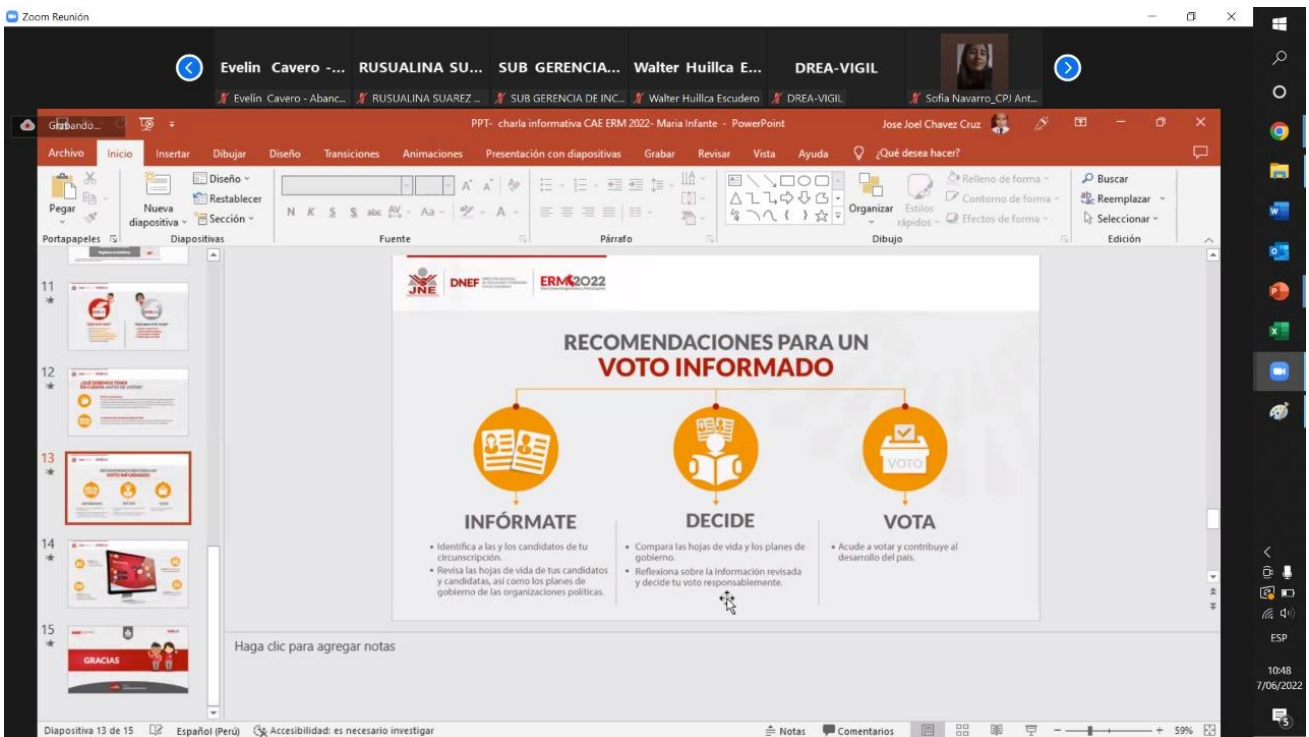 Zoom Reunión
Evelin Cavero -... RUSUALINA SU... SUB GERENCIA... Walter Huillca E... DREA-VIGIL
Evelin Cavero - Abanc... RUSUALINA SUAREZ ... SUB GERENCIA DE INC... Walter Huillca Escudero DREA-VIGIL Sofia Navarro_CPJ Ant...
Grabando...
PPT- charla informativa CAE ERM 2022- Maria Infante - PowerPoint Jose Joel Chavez Cruz
Archivo Inicio Insertar Dibujar Diseño Transiciones Animaciones Presentación con diapositivas Grabar Revisar Vista Ayuda ¿Qué desea hacer?
Pegar
Nueva diapositiva
Diseño
Restablecer
Sección
N K S S abc AV Aa A
Organizar
Estilos rápidos
Relleno de forma
Contorno de forma
Efectos de forma
Buscar
Reemplazar
Seleccionar
Portapapeles Diapositivas Fuente Párrafo Dibujo Edición
11
12
13
14
15
GRACIAS
JNE DNEF ERM2022
RECOMENDACIONES PARA UN
VOTO INFORMADO
VOTO
INFÓRMATE
• Identifica a las y los candidatos de tu
circunscripción.
• Revisa las hojas de vida de tus candidatos
y candidatas, así como los planes de
gobierno de las organizaciones políticas.
DECIDE
• Compara las hojas de vida y los planes de
gobierno.
• Reflexiona sobre la información revisada
y decide tu voto responsablemente.
VOTA
• Acude a votar y contribuye al
desarrollo del país.
Haga clic para agregar notas
Diapositiva 13 de 15 Español (Perú) Accesibilidad: es necesario investigar Notas Comentarios 59%
ESP
10:48
7/06/2022